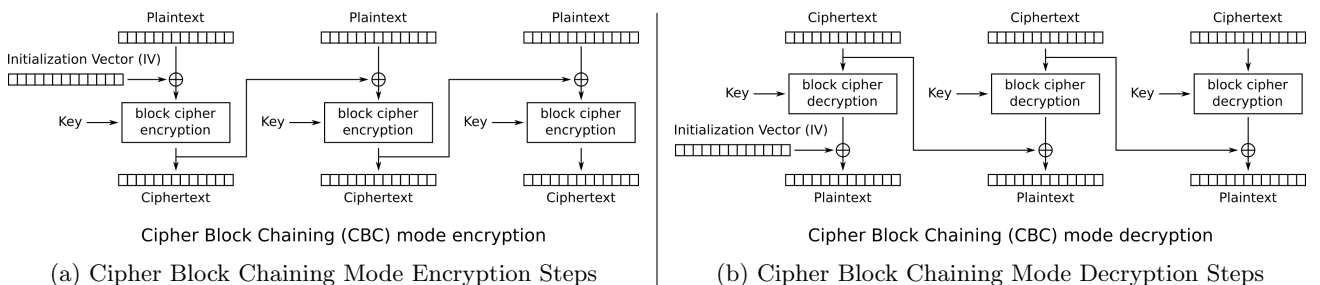 Plaintext
Plaintext
Plaintext
Initialization Vector (IV)
Key
block cipher
encryption
Key
block cipher
encryption
Key
block cipher
encryption
Ciphertext
Ciphertext
Ciphertext
Cipher Block Chaining (CBC) mode encryption
(a) Cipher Block Chaining Mode Encryption Steps
Ciphertext
Ciphertext
Ciphertext
Key
block cipher
decryption
Key
block cipher
decryption
Key
block cipher
decryption
Initialization Vector (IV)
Plaintext
Plaintext
Plaintext
Cipher Block Chaining (CBC) mode decryption
(b) Cipher Block Chaining Mode Decryption Steps